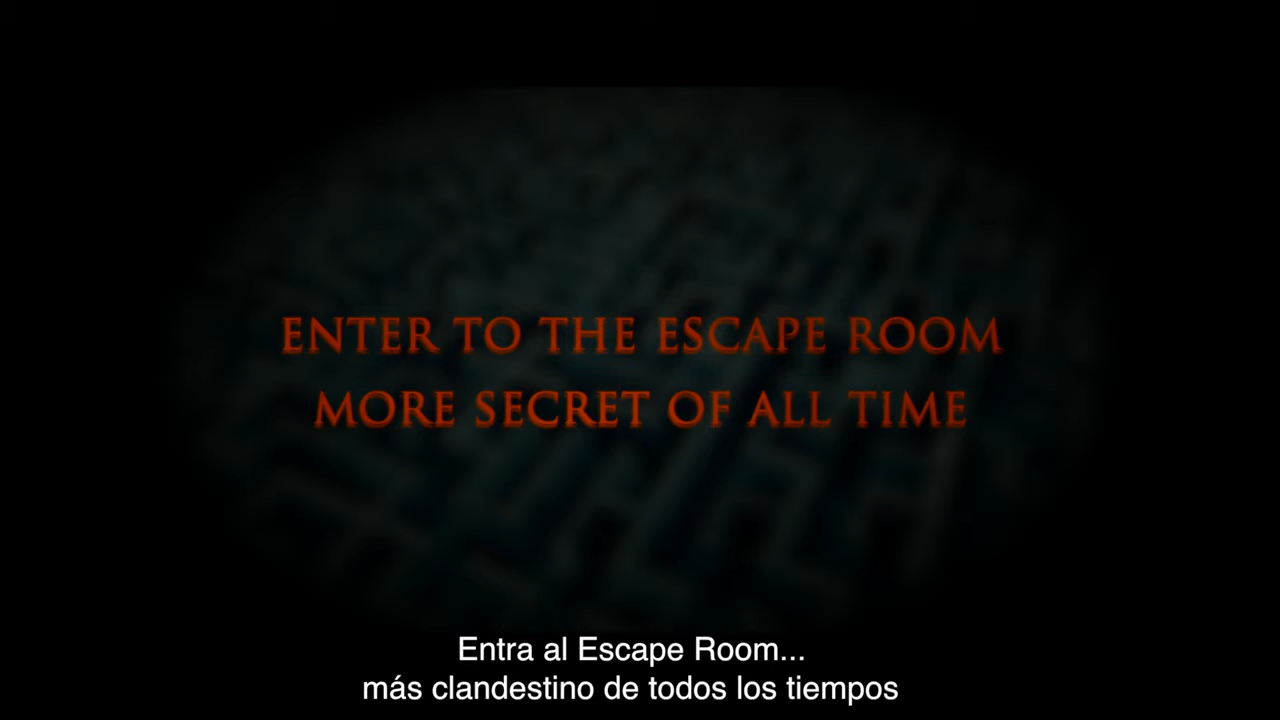 ENTER TO THE ESCAPE ROOM
MORE SECRET OF ALL TIME
Entra al Escape Room...
más clandestino de todos los tiempos